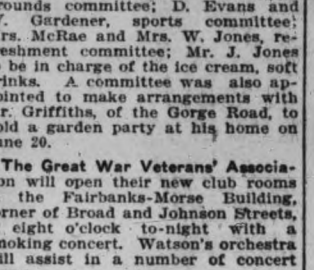 rounds committee; D. Evans and
. Gardener, sports committee;
rs. McRae and Mrs. W. Jones, re-
eshment committee; Mr. J. Jones
be in charge of the ice cream, soft
rinks. A committee was also ap-
ointed to make arrangements with
r. Griffiths, of the Gorge Road, to
old a garden party at his home on
une 20.
The Great War Veterans' Associa-
on will open their new club rooms
the Fairbanks-Morse Building,
orner of Broad and Johnson Streets,
eight o'clock to-night with a
moking concert. Watson's orchestra
ill assist in a number of concert